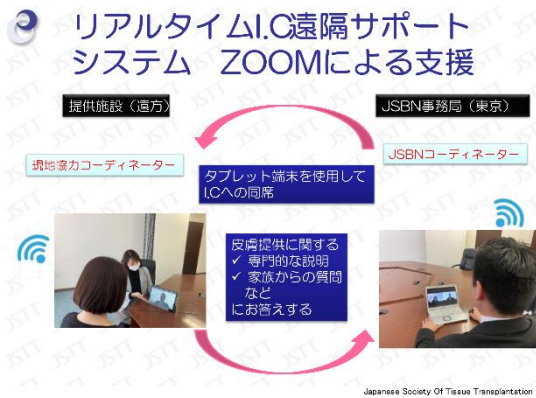 リアルタイムI.C遠隔サポート
システム　ZOOMによる支援
提供施設（遠方）
JSBN事務局（東京）
現地協力コーディネーター
JSBNコーディネーター
タブレット端末を使用して
I.Cへの同席
皮膚提供に関する
✓ 専門的な説明
✓ 家族からの質問
など
にお答えする
Japanese Society Of Tissue Transplantation
JSTT